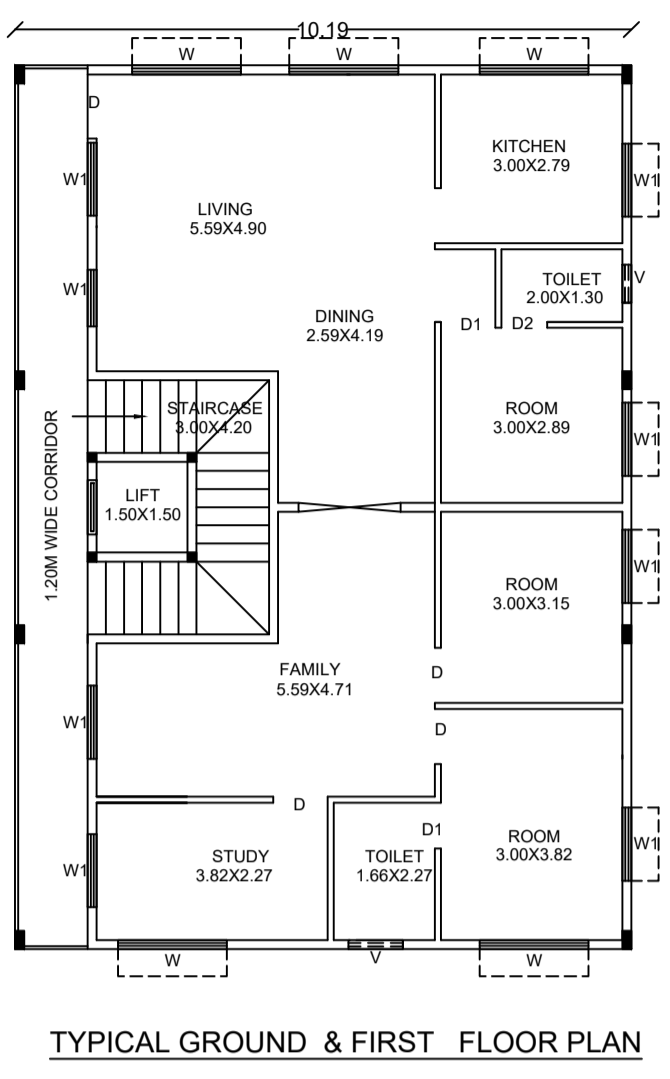 10.19
W
W
W
D
KITCHEN
3.00X2.79
W1
W1
LIVING
5.59X4.90
W1
TOILET
2.00X1.30
V
DINING
2.59X4.19
D1
D2
STAIRCASE
3.00X4.20
ROOM
3.00X2.89
W1
1.20M WIDE CORRIDOR
LIFT
1.50X1.50
ROOM
3.00X3.15
W1
FAMILY
5.59X4.71
D
W1
D
D
D1
ROOM
3.00X3.82
W1
W1
STUDY
3.82X2.27
TOILET
1.66X2.27
W
V
W
TYPICAL GROUND & FIRST FLOOR PLAN